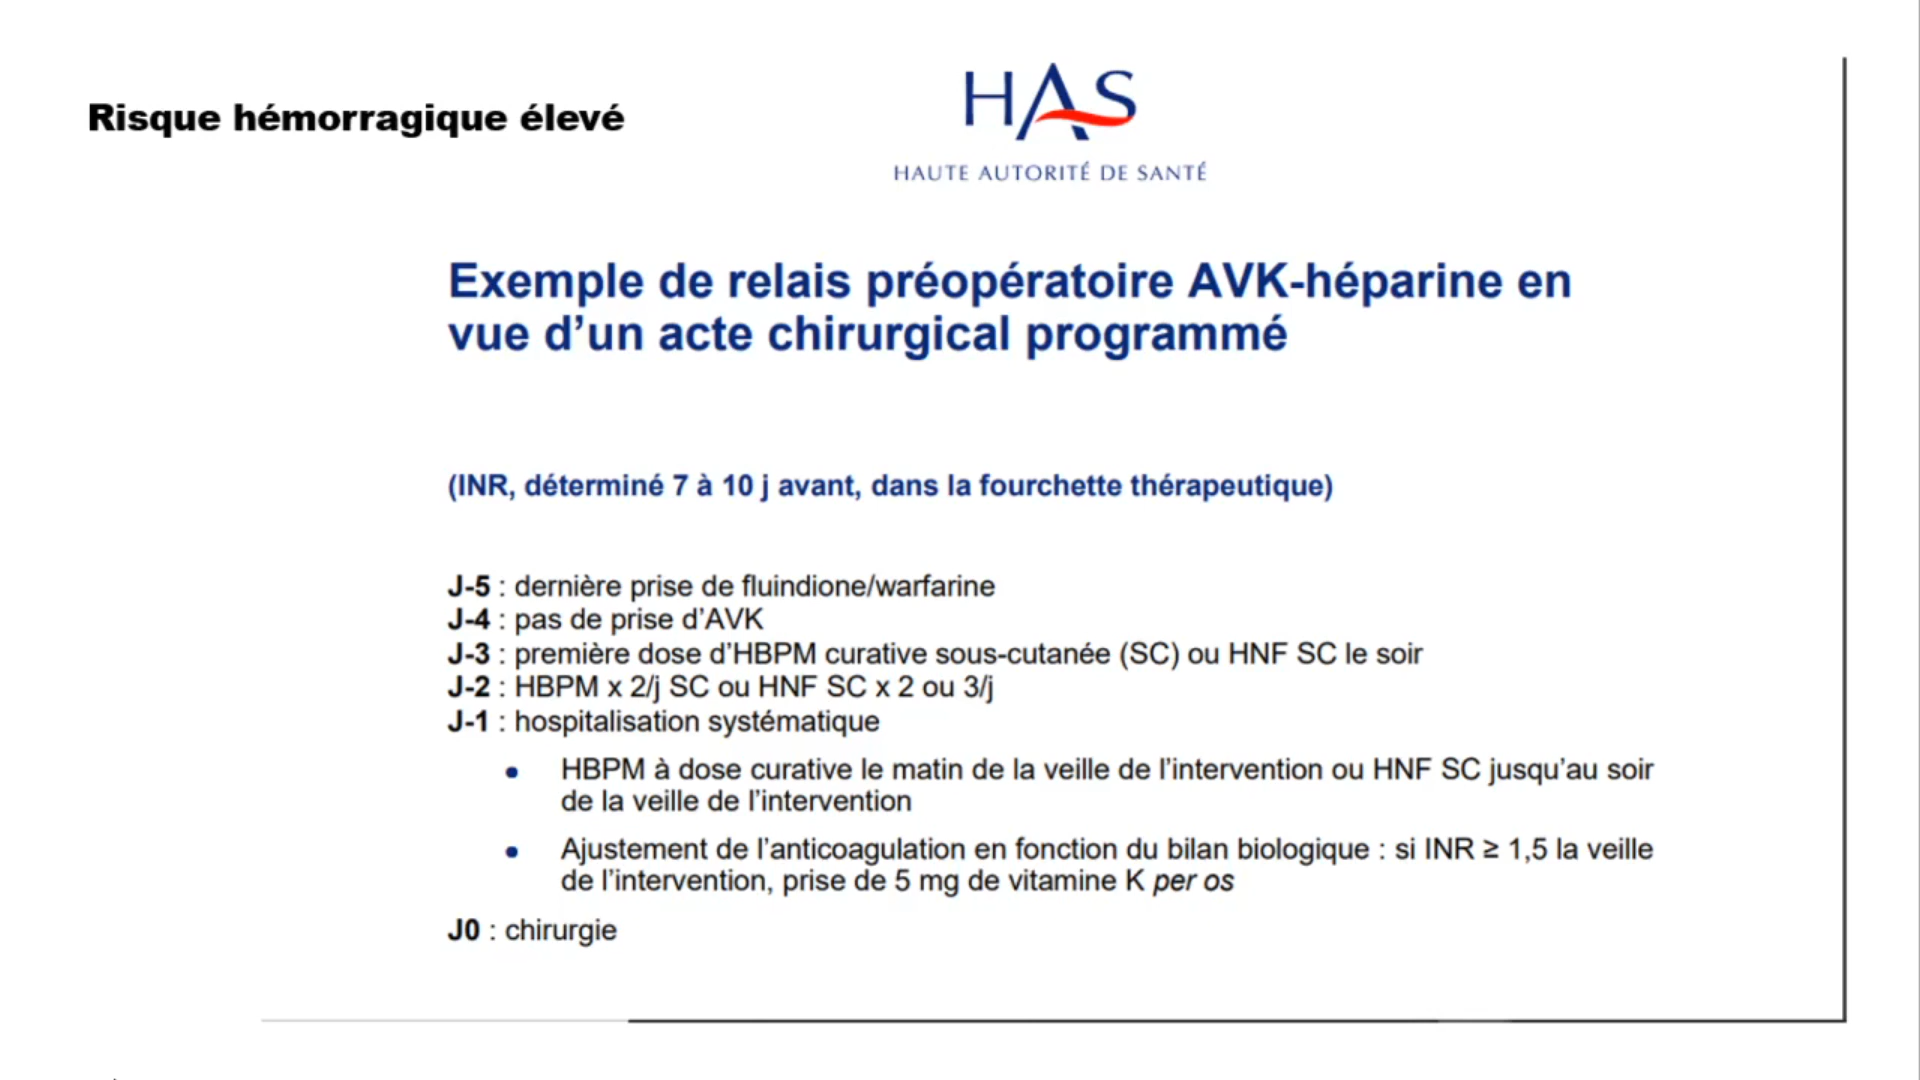 Risque hémorragique élevé
HAS
HAUTE AUTORITÉ DE SANTÉ
Exemple de relais préopératoire AVK-héparine en
vue d’un acte chirurgical programmé
(INR, déterminé 7 à 10 j avant, dans la fourchette thérapeutique)
J-5 : dernière prise de fluindione/warfarine
J-4 : pas de prise d’AVK
J-3 : première dose d’HBPM curative sous-cutanée (SC) ou HNF SC le soir
J-2 : HBPM x 2/j SC ou HNF SC x 2 ou 3/j
J-1 : hospitalisation systématique
• HBPM à dose curative le matin de la veille de l’intervention ou HNF SC jusqu’au soir
de la veille de l’intervention
• Ajustement de l’anticoagulation en fonction du bilan biologique : si INR ≥ 1,5 la veille
de l’intervention, prise de 5 mg de vitamine K per os
J0 : chirurgie